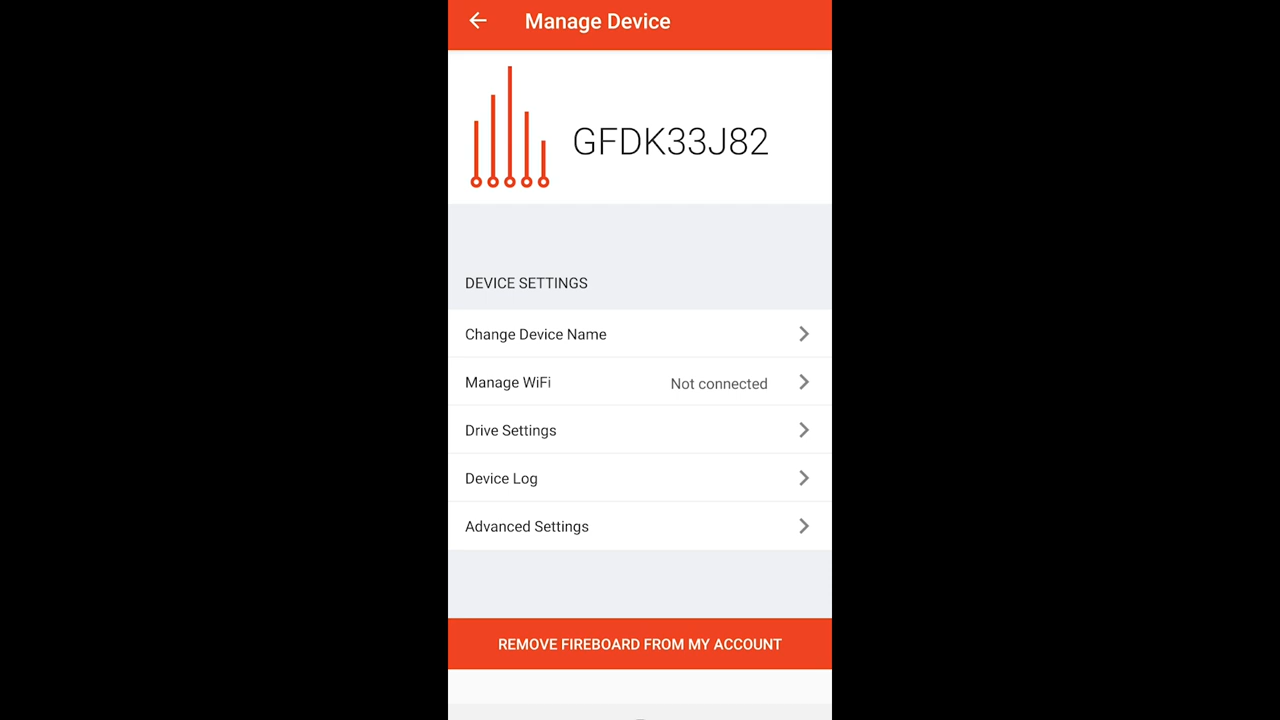 Manage Device
GFDK33J82
DEVICE SETTINGS
Change Device Name
Manage WiFi Not connected
Drive Settings
Device Log
Advanced Settings
REMOVE FIREBOARD FROM MY ACCOUNT